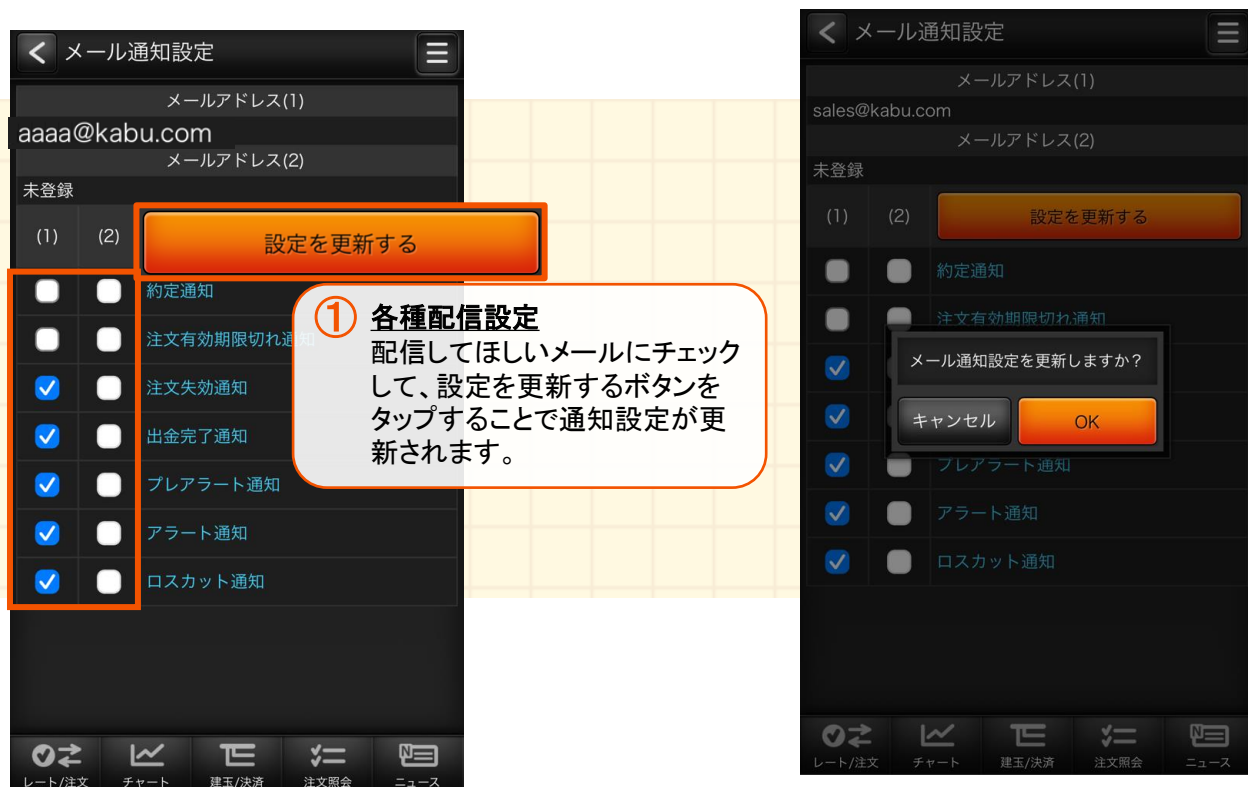 メール通知設定
メールアドレス(1)
aaaa@kabu.com
メールアドレス(2)
未登録
(1) (2) 設定を更新する
約定通知
注文有効期限切れ通知
注文失効通知
出金完了通知
プレアラート通知
アラート通知
ロスカット通知
レート/注文 チャート 建玉/決済 注文照会 ニュース
① 各種配信設定
配信してほしいメールにチェック
して、設定を更新するボタンを
タップすることで通知設定が更
新されます。
メール通知設定
メールアドレス(1)
sales@kabu.com
メールアドレス(2)
未登録
(1) (2) 設定を更新する
約定通知
注文有効期限切れ通知
メール通知設定を更新しますか？
キャンセル OK
プレアラート通知
アラート通知
ロスカット通知
レート/注文 チャート 建玉/決済 注文照会 ニュース